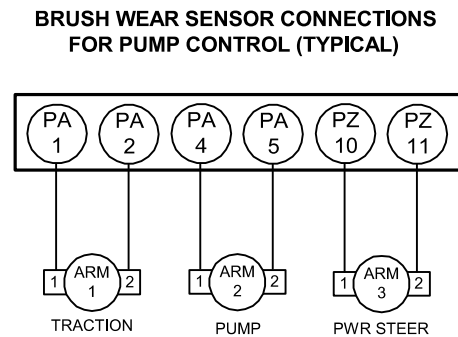 BRUSH WEAR SENSOR CONNECTIONS
FOR PUMP CONTROL (TYPICAL)
PA PA PA PA PZ PZ
1 2 4 5 10 11
1 ARM 1 2
1 ARM 2 2
1 ARM 3 2
TRACTION PUMP PWR STEER